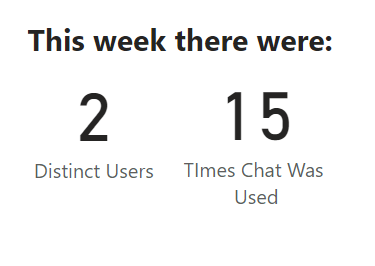 This week there were:
2
15
Distinct Users
TImes Chat Was
Used